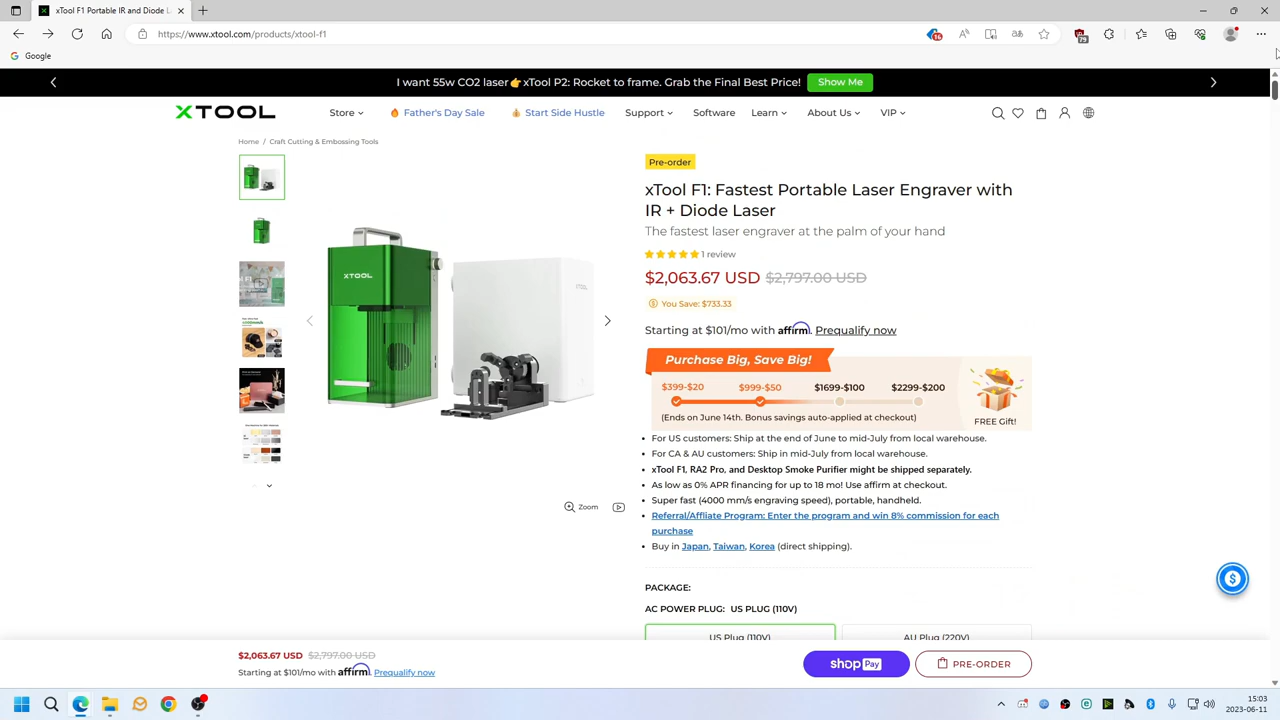 xTool F1 Portable IR and Diode L
https://www.xtool.com/products/xtool-f1
16
79
Google
I want 55w CO2 laser👉xTool P2: Rocket to frame. Grab the Final Best Price!
Show Me
XTOOL
Store
Father's Day Sale
Start Side Hustle
Support
Software
Learn
About Us
VIP
Home / Craft Cutting & Embossing Tools
Pre-order
xTool F1: Fastest Portable Laser Engraver with
IR + Diode Laser
The fastest laser engraver at the palm of your hand
1 review
$2,063.67 USD $2,797.00 USD
You Save: $733.33
Starting at $101/mo with affirm. Prequalify now
Purchase Big, Save Big!
$399-$20
$999-$50
$1699-$100
$2299-$200
(Ends on June 14th. Bonus savings auto-applied at checkout)
FREE Gift!
XTOOL
Zoom
• For US customers: Ship at the end of June to mid-July from local warehouse.
• For CA & AU customers: Ship in mid-July from local warehouse.
• xTool F1, RA2 Pro, and Desktop Smoke Purifier might be shipped separately.
• As low as 0% APR financing for up to 18 mo! Use affirm at checkout.
• Super fast (4000 mm/s engraving speed), portable, handheld.
• Referral/Affliate Program: Enter the program and win 8% commission for each
purchase
• Buy in Japan, Taiwan, Korea (direct shipping).
PACKAGE:
AC POWER PLUG: US PLUG (110V)
US Plug (110V)
AU Plug (220V)
$2,063.67 USD $2,797.00 USD
Starting at $101/mo with affirm. Prequalify now
shop Pay
PRE-ORDER
15:03
2023-06-11